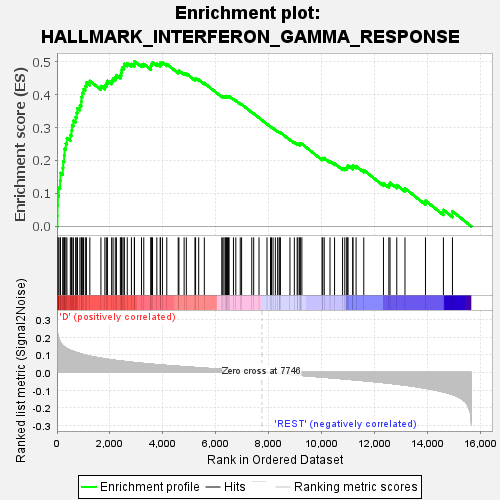 Enrichment plot:
HALLMARK_INTERFERON_GAMMA_RESPONSE
Enrichment score (ES)
0.5
0.4
0.3
0.2
0.1
0.0
'D' (positively correlated)
Ranked list metric (Signal2Noise)
0.3
0.2
0.1
0.0
-0.1
-0.2
-0.3
Zero cross at 7746
'REST' (negatively correlated)
0 2,000 4,000 6,000 8,000 10,000 12,000 14,000 16,000
Rank in Ordered Dataset
Enrichment profile Hits Ranking metric scores